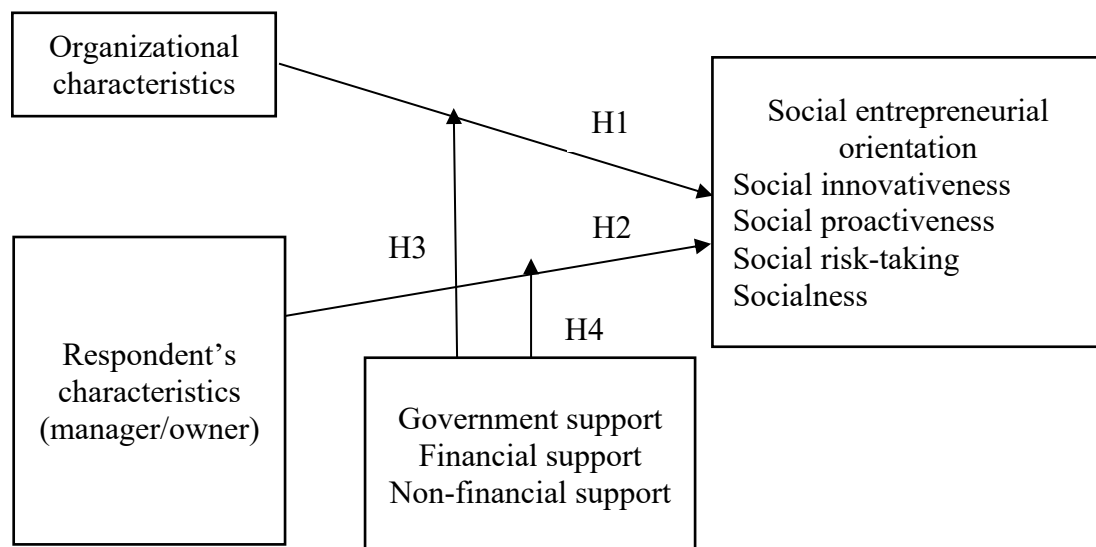 Organizational
characteristics
H1
Social entrepreneurial
orientation
Social innovativeness
Social proactiveness
Social risk-taking
Socialness
H2
H3
H4
Respondent’s
characteristics
(manager/owner)
Government support
Financial support
Non-financial support